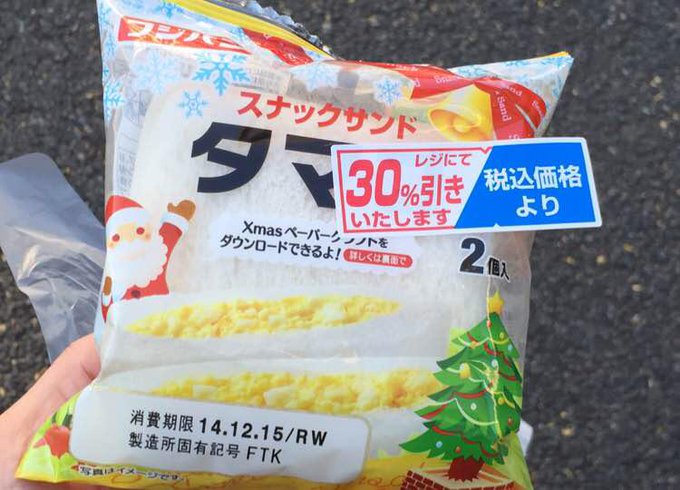 フジパン
スナックサンド
タマ
レジにて
30%引き
いたします
税込価格
より
Xmasペーパークラフトを
ダウンロードできるよ!
詳しくは裏面で
2個入
消費期限 14.12.15/RW
製造所固有記号 FTK
写真はイメージです
Sand